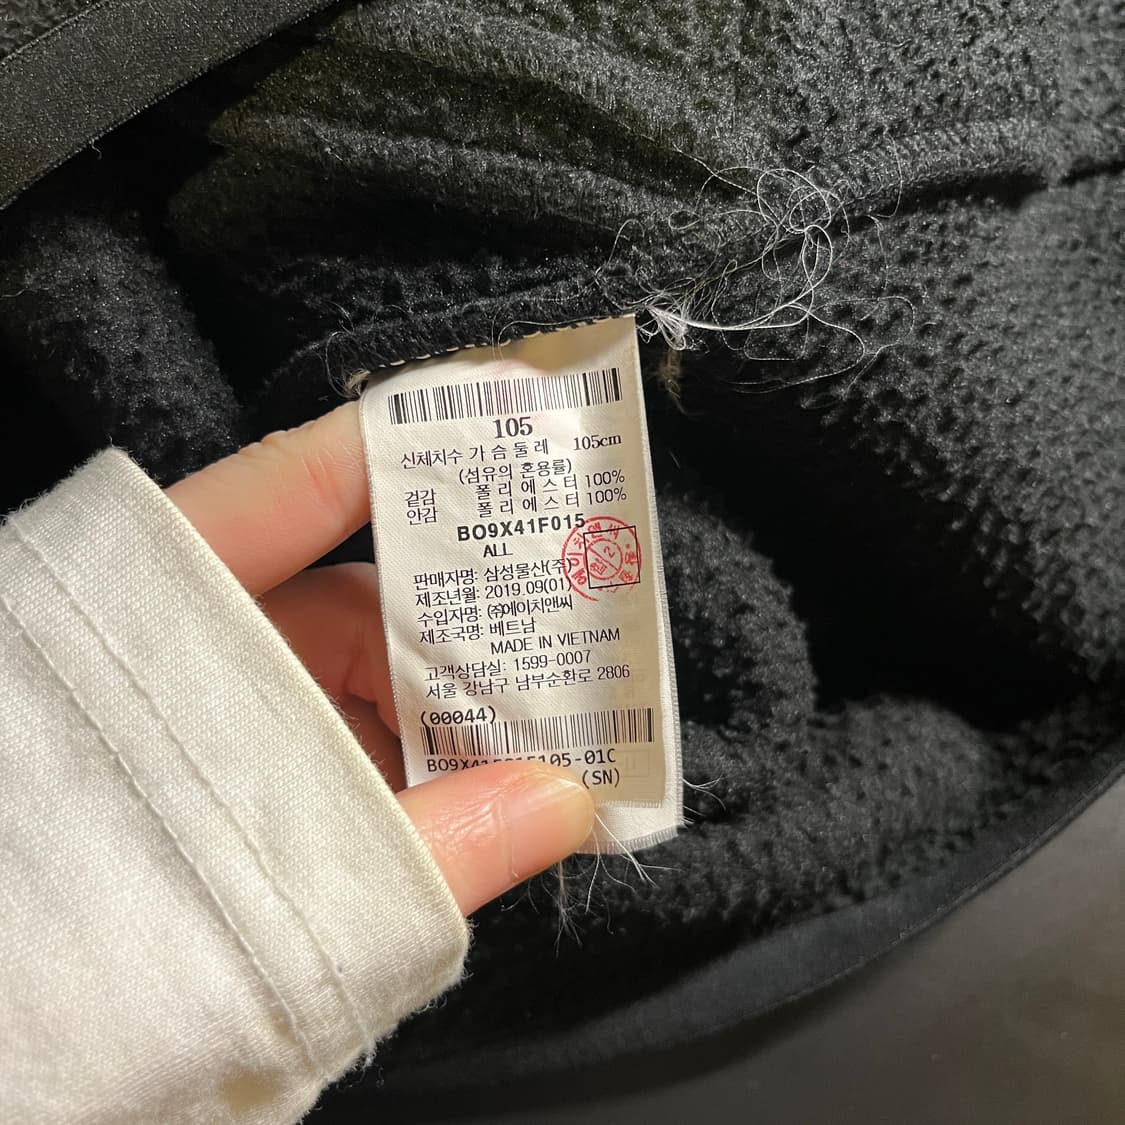 105
신체치수 가 슴 둘 레 105cm
(섬유의 혼용률)
겉감 폴 리 에 스 터 100%
안감 폴 리 에 스 터 100%
BO9X41F015
ALL
판매자명: 삼성물산(주)
제조년월: 2019.09(01)
수입자명: ㈜에이치앤씨
제조국명: 베트남
MADE IN VIETNAM
고객상담실: 1599-0007
서울 강남구 남부순환로 2806
(00044)
105-01C
(SN)